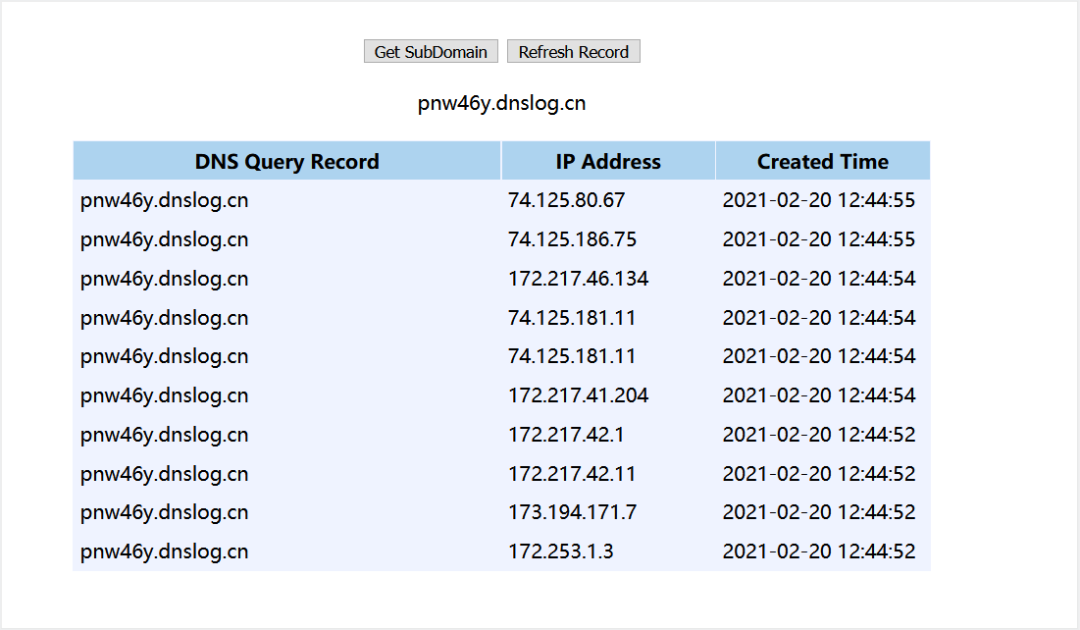 Get SubDomain Refresh Record
pnw46y.dnslog.cn
DNS Query Record IP Address Created Time
pnw46y.dnslog.cn 74.125.80.67 2021-02-20 12:44:55
pnw46y.dnslog.cn 74.125.186.75 2021-02-20 12:44:55
pnw46y.dnslog.cn 172.217.46.134 2021-02-20 12:44:54
pnw46y.dnslog.cn 74.125.181.11 2021-02-20 12:44:54
pnw46y.dnslog.cn 74.125.181.11 2021-02-20 12:44:54
pnw46y.dnslog.cn 172.217.41.204 2021-02-20 12:44:54
pnw46y.dnslog.cn 172.217.42.1 2021-02-20 12:44:52
pnw46y.dnslog.cn 172.217.42.11 2021-02-20 12:44:52
pnw46y.dnslog.cn 173.194.171.7 2021-02-20 12:44:52
pnw46y.dnslog.cn 172.253.1.3 2021-02-20 12:44:52